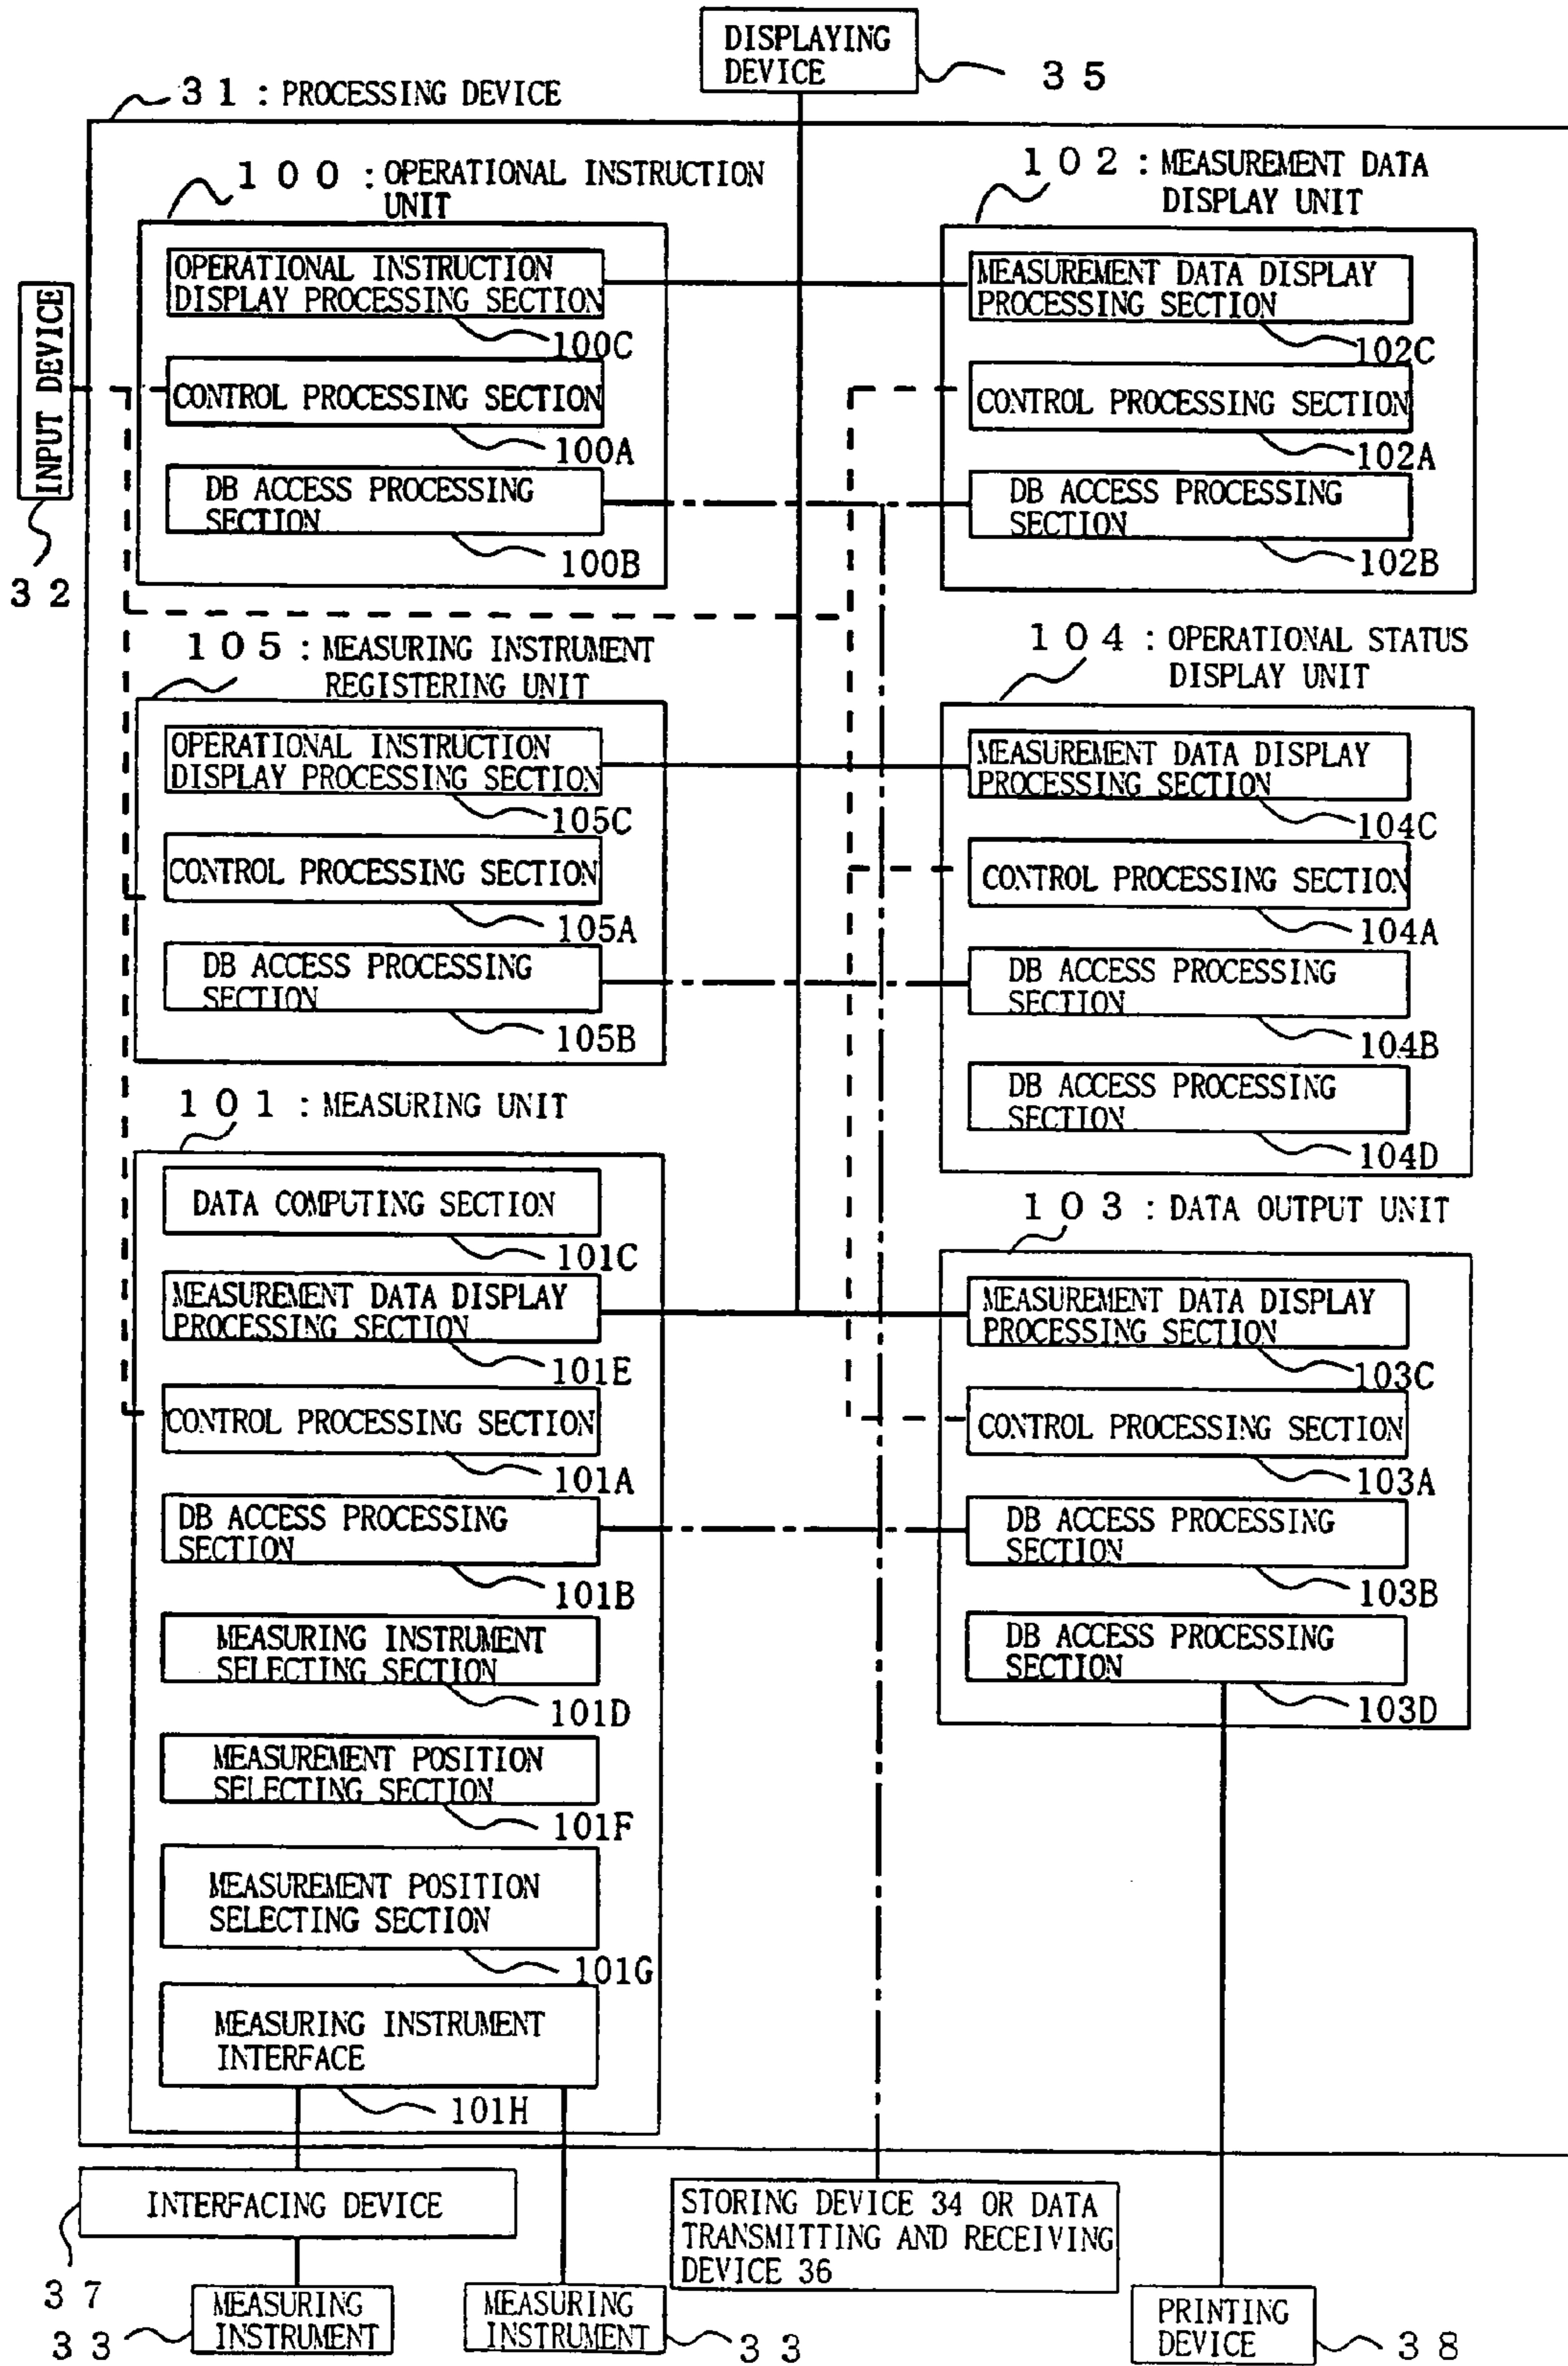 DISPLAYING
DEVICE
35
31 : PROCESSING DEVICE
100 : OPERATIONAL INSTRUCTION
UNIT
OPERATIONAL INSTRUCTION
DISPLAY PROCESSING SECTION
100C
CONTROL PROCESSING SECTION
100A
DB ACCESS PROCESSING
SECTION
100B
INPUT DEVICE
32
102 : MEASUREMENT DATA
DISPLAY UNIT
MEASUREMENT DATA DISPLAY
PROCESSING SECTION
102C
CONTROL PROCESSING SECTION
102A
DB ACCESS PROCESSING
SECTION
102B
105 : MEASURING INSTRUMENT
REGISTERING UNIT
OPERATIONAL INSTRUCTION
DISPLAY PROCESSING SECTION
105C
CONTROL PROCESSING SECTION
105A
DB ACCESS PROCESSING
SECTION
105B
104 : OPERATIONAL STATUS
DISPLAY UNIT
MEASUREMENT DATA DISPLAY
PROCESSING SECTION
104C
CONTROL PROCESSING SECTION
104A
DB ACCESS PROCESSING
SECTION
104B
DB ACCESS PROCESSING
SECTION
104D
101 : MEASURING UNIT
DATA COMPUTING SECTION
101C
MEASUREMENT DATA DISPLAY
PROCESSING SECTION
101E
CONTROL PROCESSING SECTION
101A
DB ACCESS PROCESSING
SECTION
101B
MEASURING INSTRUMENT
SELECTING SECTION
101D
MEASUREMENT POSITION
SELECTING SECTION
101F
MEASUREMENT POSITION
SELECTING SECTION
101G
MEASURING INSTRUMENT
INTERFACE
101H
103 : DATA OUTPUT UNIT
MEASUREMENT DATA DISPLAY
PROCESSING SECTION
103C
CONTROL PROCESSING SECTION
103A
DB ACCESS PROCESSING
SECTION
103B
DB ACCESS PROCESSING
SECTION
103D
INTERFACING DEVICE
37
MEASURING
INSTRUMENT
33
MEASURING
INSTRUMENT
33
STORING DEVICE 34 OR DATA
TRANSMITTING AND RECEIVING
DEVICE 36
PRINTING
DEVICE
38